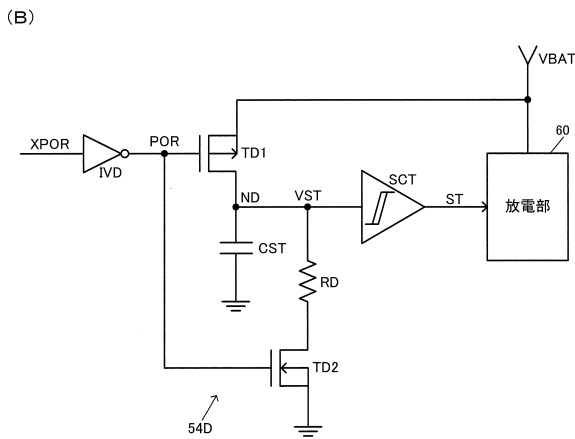 (B)
VBAT
XPOR
POR
IVD
TD1
60
ND
VST
SCT
ST
放電部
CST
RD
TD2
54D